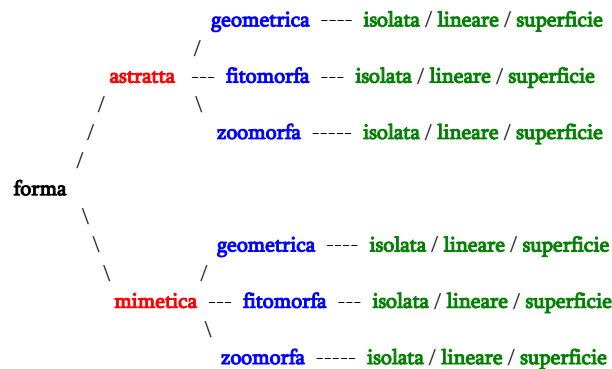 geometrica ---- isolata / lineare / superficie
astratta --- fitomorfa --- isolata / lineare / superficie
zoomorfa ----- isolata / lineare / superficie
forma
geometrica ---- isolata / lineare / superficie
mimetica --- fitomorfa --- isolata / lineare / superficie
zoomorfa ----- isolata / lineare / superficie